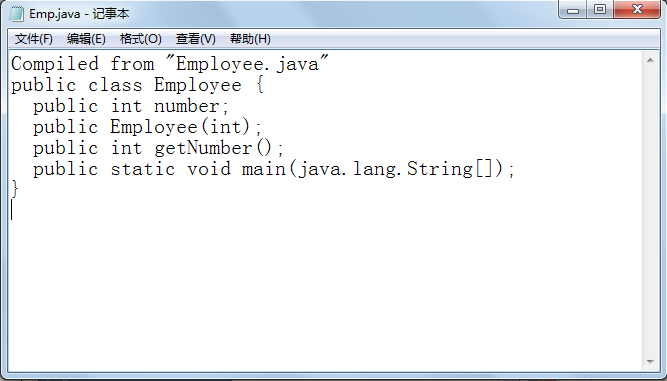 Emp.java - 记事本
文件(F) 编辑(E) 格式(O) 查看(V) 帮助(H)
Compiled from "Employee.java"
public class Employee {
  public int number;
  public Employee(int);
  public int getNumber();
  public static void main(java.lang.String[]);
}